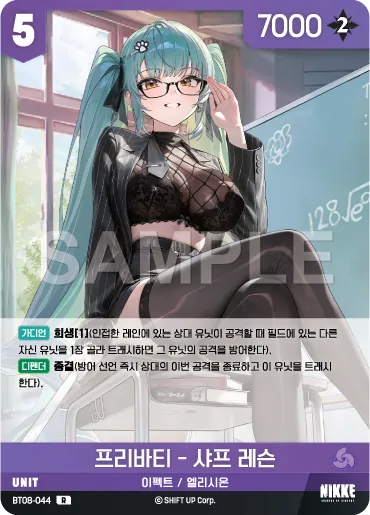 5
7000
2
128√e
SAMPLE
가디언 희생[1](인접한 레인에 있는 상대 유닛이 공격할 때 필드에 있는 다른
자신 유닛을 1장 골라 트래시하면 그 유닛의 공격을 방어한다).
디펜더 종결(방어 선언 즉시 상대의 이번 공격을 종료하고 이 유닛을 트래시
한다).
프리바티 - 샤프 레슨
UNIT
이펙트 / 엘리시온
BT08-044 R
© SHIFT UP Corp.
NIKKE